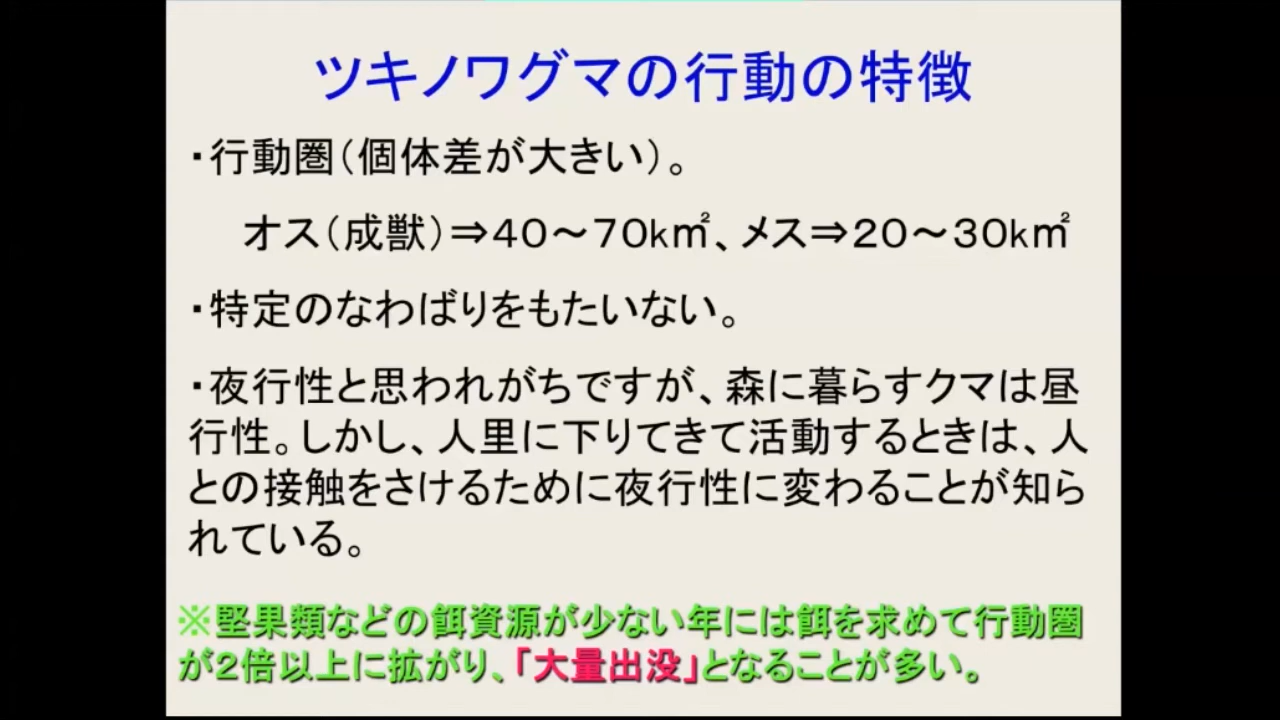 ツキノワグマの行動の特徴
・行動圏（個体差が大きい）。
オス（成獣）⇒４０～７０ｋ㎡、メス⇒２０～３０ｋ㎡
・特定のなわばりをもたいない。
・夜行性と思われがちですが、森に暮らすクマは昼
行性。しかし、人里に下りてきて活動するときは、人
との接触をさけるために夜行性に変わることが知ら
れている。
※堅果類などの餌資源が少ない年には餌を求めて行動圏
が２倍以上に拡がり、「大量出没」となることが多い。